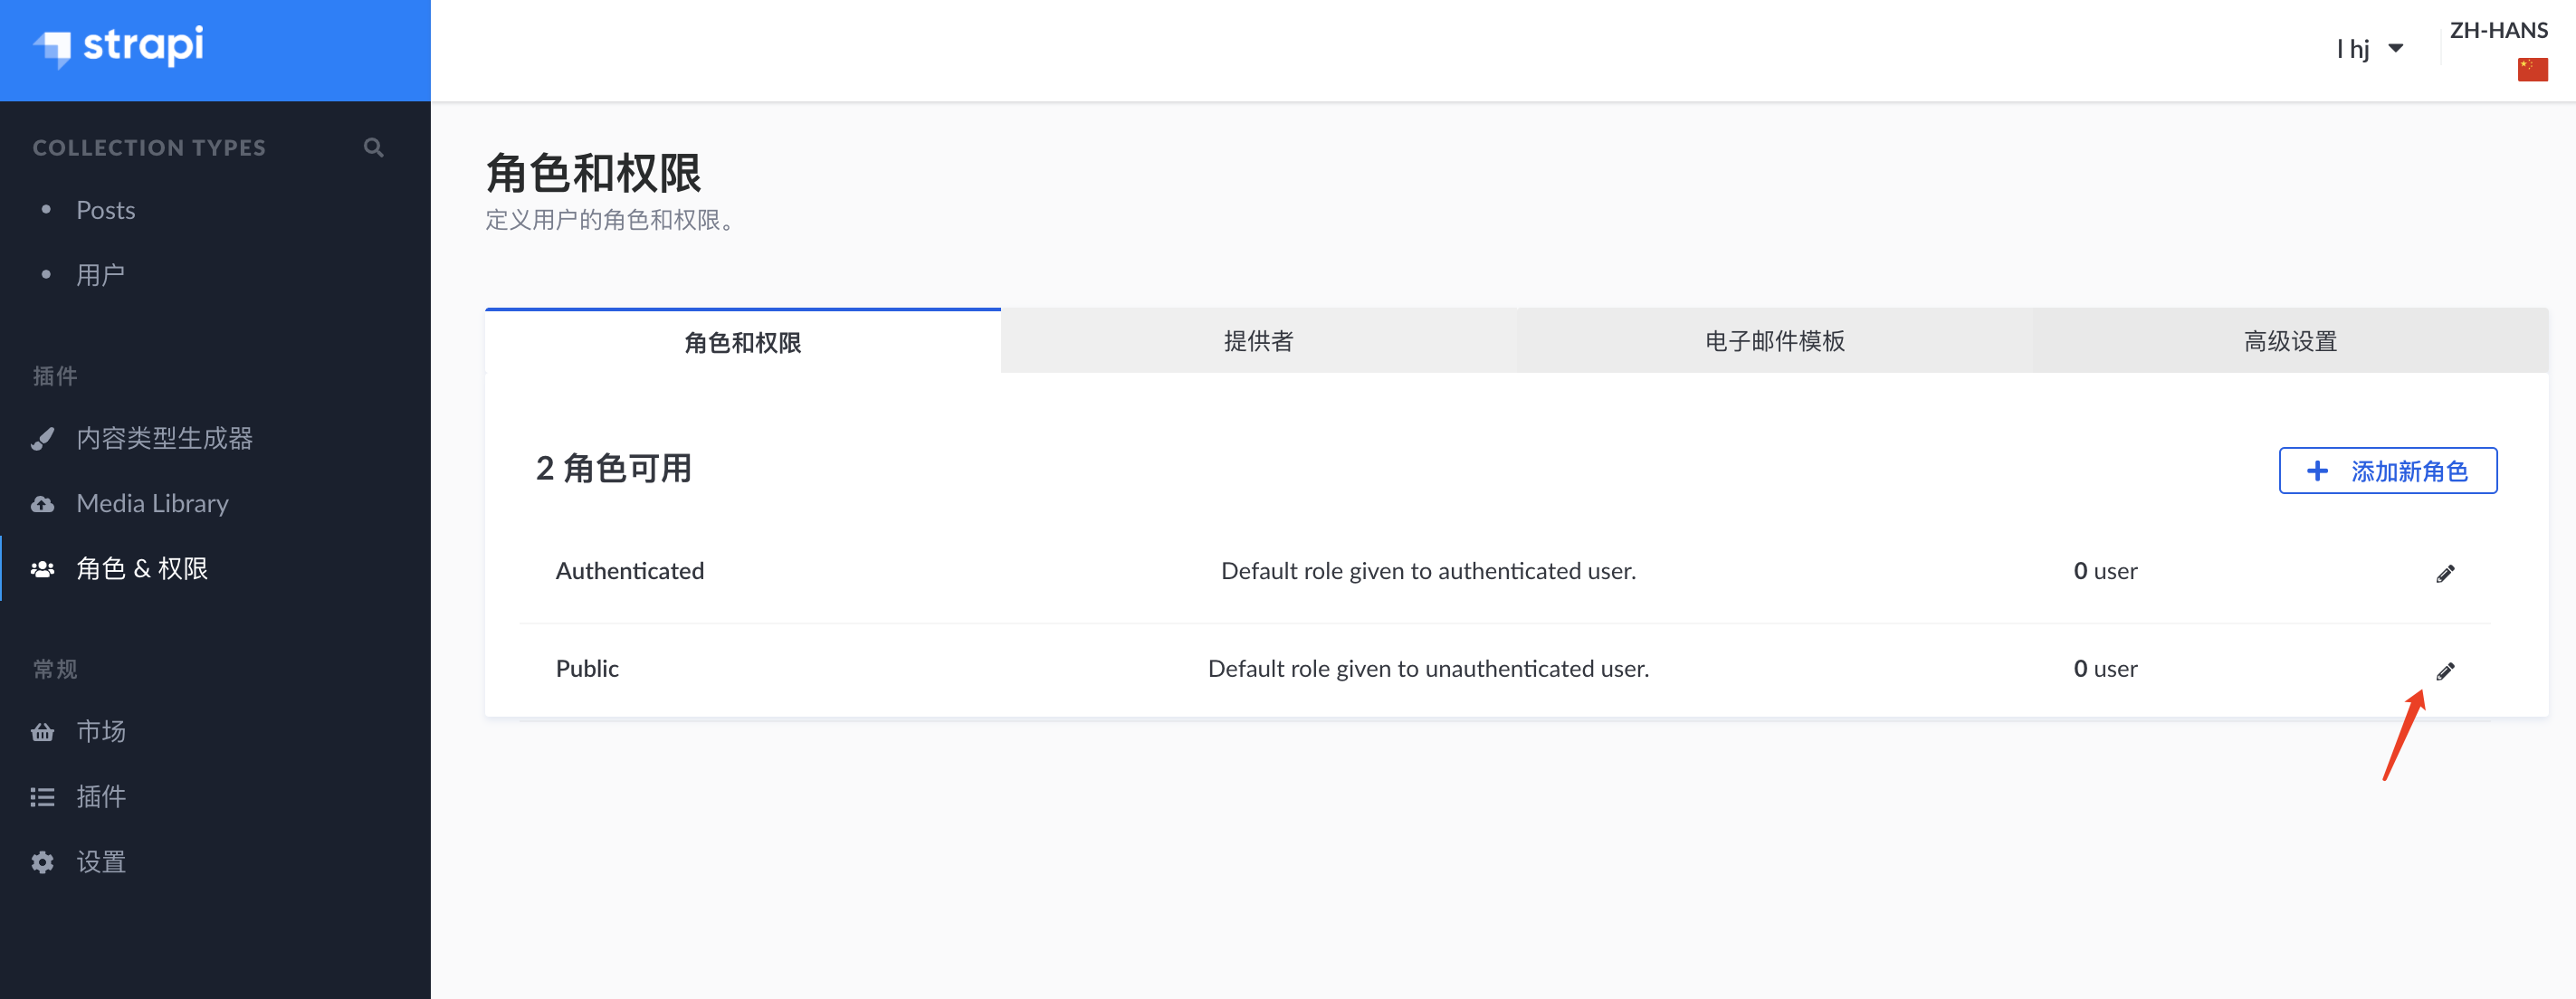 strapi
l hj
ZH-HANS
COLLECTION TYPES
Posts
用户
插件
内容类型生成器
Media Library
角色 & 权限
常规
市场
插件
设置
角色和权限
定义用户的角色和权限。
角色和权限
提供者
电子邮件模板
高级设置
2 角色可用
添加新角色
Authenticated
Default role given to authenticated user.
0 user
Public
Default role given to unauthenticated user.
0 user